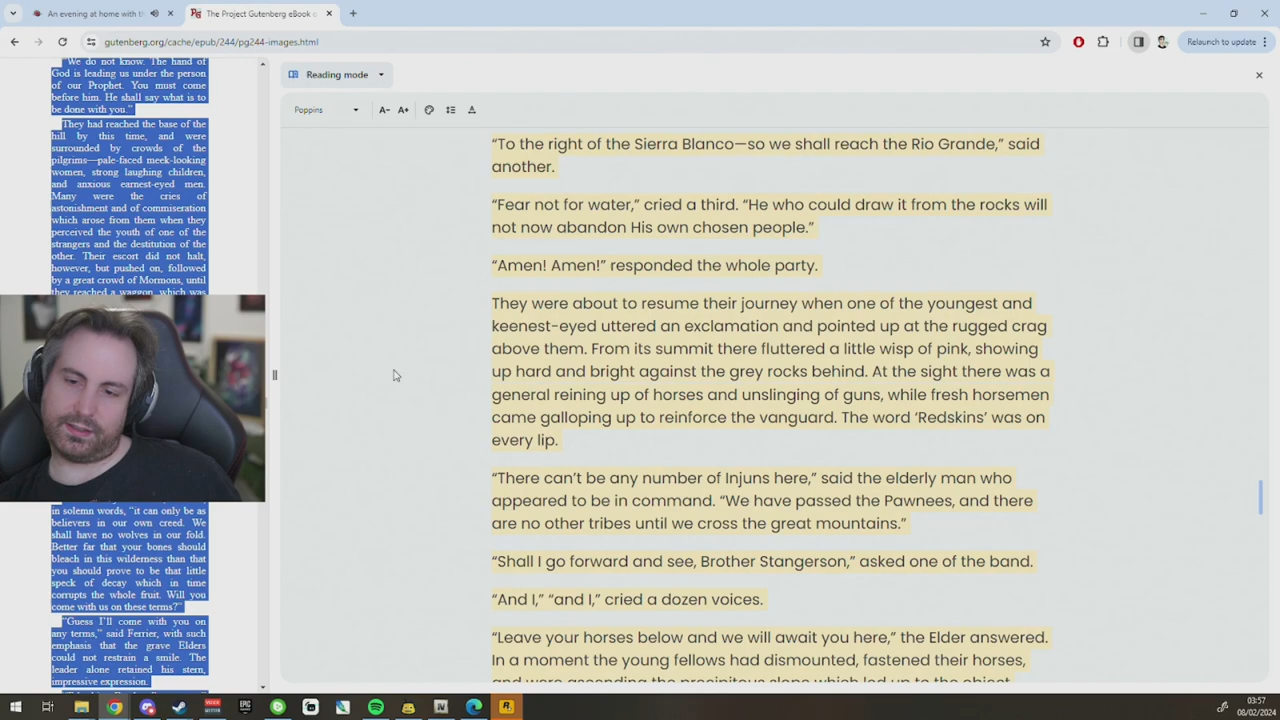 An evening at home with th
The Project Gutenberg eBook o
gutenberg.org/cache/epub/244/pg244-images.html
Relaunch to update
"We do not know. The hand of
God is leading us under the person
of our Prophet. You must come
before him. He shall say what is to
be done with you."
They had reached the base of the
hill by this time, and were
surrounded by crowds of the
pilgrims—pale-faced meek-looking
women, strong laughing children,
and anxious earnest-eyed men.
Many were the cries of
astonishment and of commiseration
which arose from them when they
perceived the youth of one of the
strangers and the destitution of the
other. Their escort did not halt,
however, but pushed on, followed
by a great crowd of Mormons, until
they reached a waggon, which was
in solemn words, "it can only be as
believers in our own creed. We
shall have no wolves in our fold.
Better far that your bones should
bleach in this wilderness than that
you should prove to be that little
speck of decay which in time
corrupts the whole fruit. Will you
come with us on these terms?"
"Guess I'll come with you on
any terms," said Ferrier, with such
emphasis that the grave Elders
could not restrain a smile. The
leader alone retained his stern,
impressive expression.
Reading mode
Poppins
A-
A+
“To the right of the Sierra Blanco—so we shall reach the Rio Grande,” said
another.
“Fear not for water,” cried a third. “He who could draw it from the rocks will
not now abandon His own chosen people.”
“Amen! Amen!” responded the whole party.
They were about to resume their journey when one of the youngest and
keenest-eyed uttered an exclamation and pointed up at the rugged crag
above them. From its summit there fluttered a little wisp of pink, showing
up hard and bright against the grey rocks behind. At the sight there was a
general reining up of horses and unslinging of guns, while fresh horsemen
came galloping up to reinforce the vanguard. The word ‘Redskins’ was on
every lip.
“There can’t be any number of Injuns here,” said the elderly man who
appeared to be in command. “We have passed the Pawnees, and there
are no other tribes until we cross the great mountains.”
“Shall I go forward and see, Brother Stangerson,” asked one of the band.
“And I,” “and I,” cried a dozen voices.
“Leave your horses below and we will await you here,” the Elder answered.
In a moment the young fellows had dismounted, fastened their horses,
03:57
08/02/2024